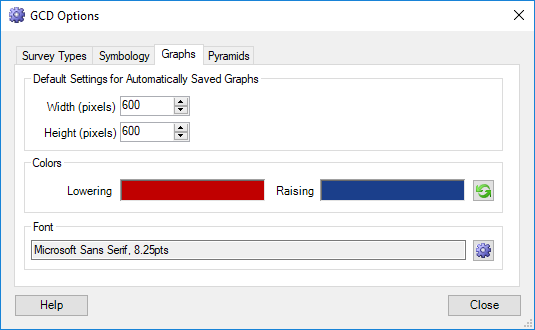 GCD Options
Survey Types Symbology Graphs Pyramids
Default Settings for Automatically Saved Graphs
Width (pixels) 600
Height (pixels) 600
Colors
Lowering Raising
Font
Microsoft Sans Serif, 8.25pts
Help Close